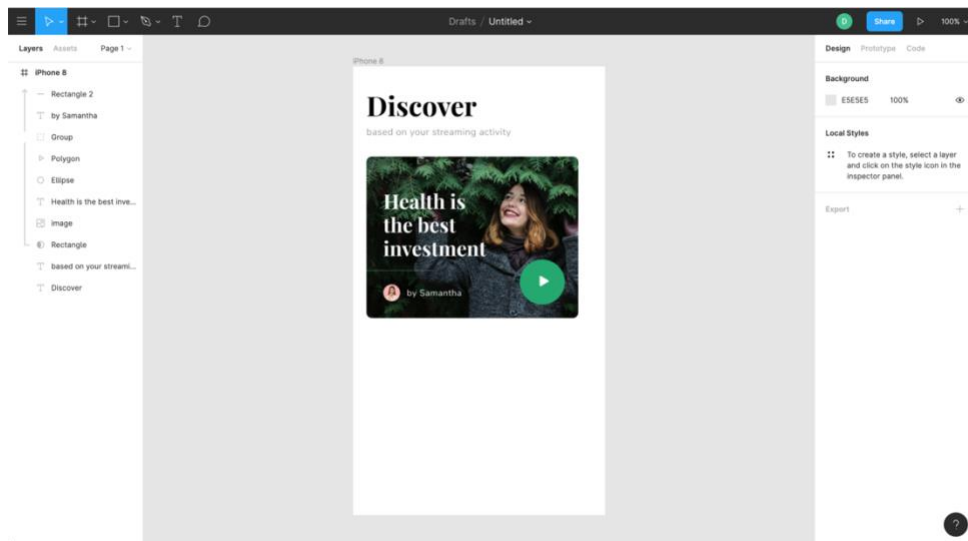 Drafts / Untitled
D
Share
100%
Layers
Assets
Page 1
iPhone 8
Rectangle 2
by Samantha
Group
Polygon
Ellipse
Health is the best inve...
image
Rectangle
based on your streami...
Discover
iPhone 8
Discover
based on your streaming activity
Health is
the best
investment
by Samantha
Design
Prototype
Code
Background
E5E5E5
100%
Local Styles
To create a style, select a layer
and click on the style icon in the
inspector panel.
Export
?